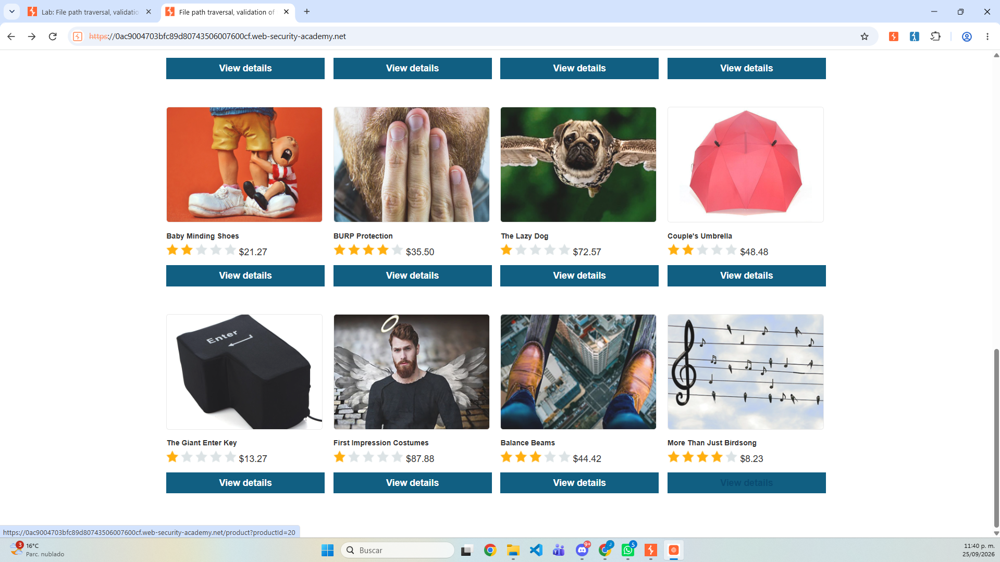 Lab: File path traversal, validatio
File path traversal, validation of
https://0ac9004703bfc89d80743506007600cf.web-security-academy.net
View details View details View details View details
Baby Minding Shoes BURP Protection The Lazy Dog Couple's Umbrella
$21.27 $35.50 $72.57 $48.48
View details View details View details View details
Enter
The Giant Enter Key First Impression Costumes Balance Beams More Than Just Birdsong
$13.27 $87.88 $44.42 $8.23
View details View details View details View details
https://0ac9004703bfc89d80743506007600cf.web-security-academy.net/product?productId=20
3
16°C
Parc. nublado
Buscar
9+
J
5
11:40 p. m.
25/09/2026